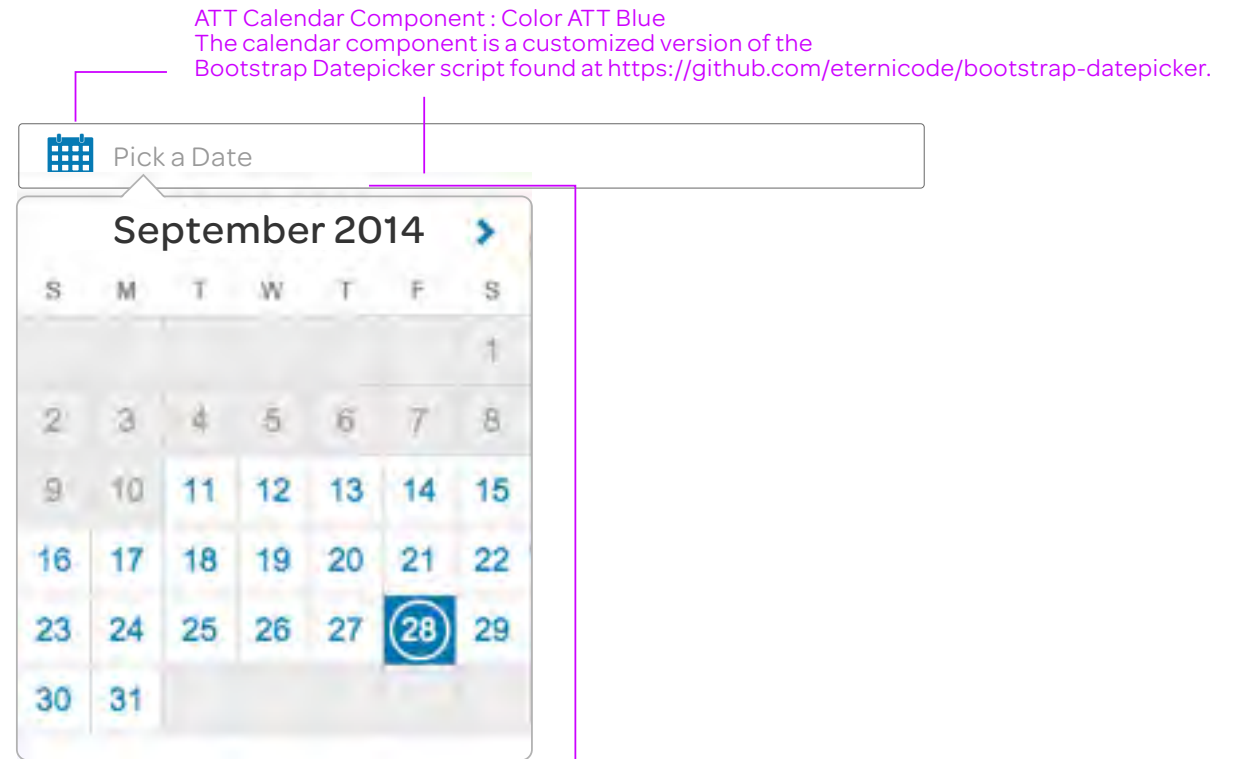 ATT Calendar Component : Color ATT Blue
The calendar component is a customized version of the
Bootstrap Datepicker script found at https://github.com/eternicode/bootstrap-datepicker.
Pick a Date
September 2014
S M T W T F S
1
2 3 4 5 6 7 8
9 10 11 12 13 14 15
16 17 18 19 20 21 22
23 24 25 26 27 28 29
30 31